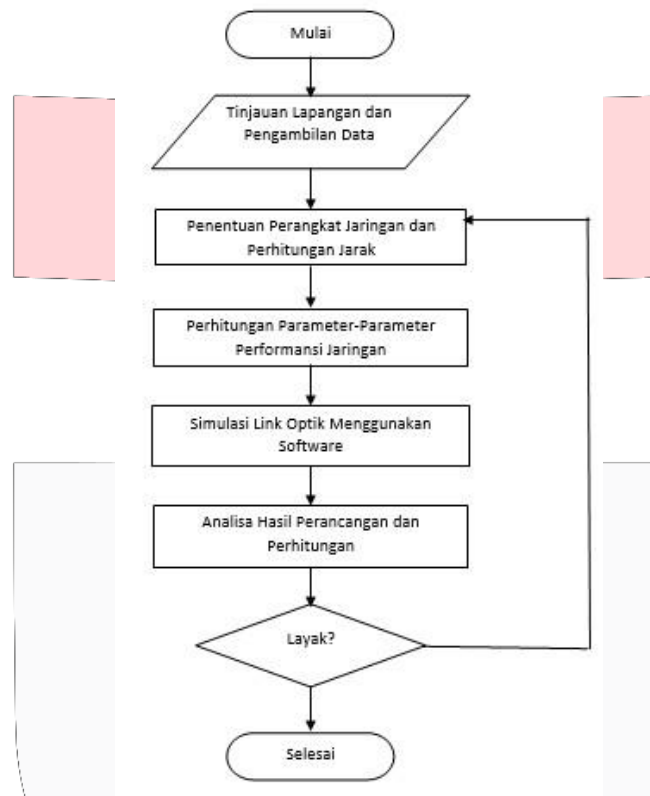 Mulai
Tinjauan Lapangan dan
Pengambilan Data
Penentuan Perangkat Jaringan dan
Perhitungan Jarak
Perhitungan Parameter-Parameter
Performansi Jaringan
Simulasi Link Optik Menggunakan
Software
Analisa Hasil Perancangan dan
Perhitungan
Layak?
Selesai